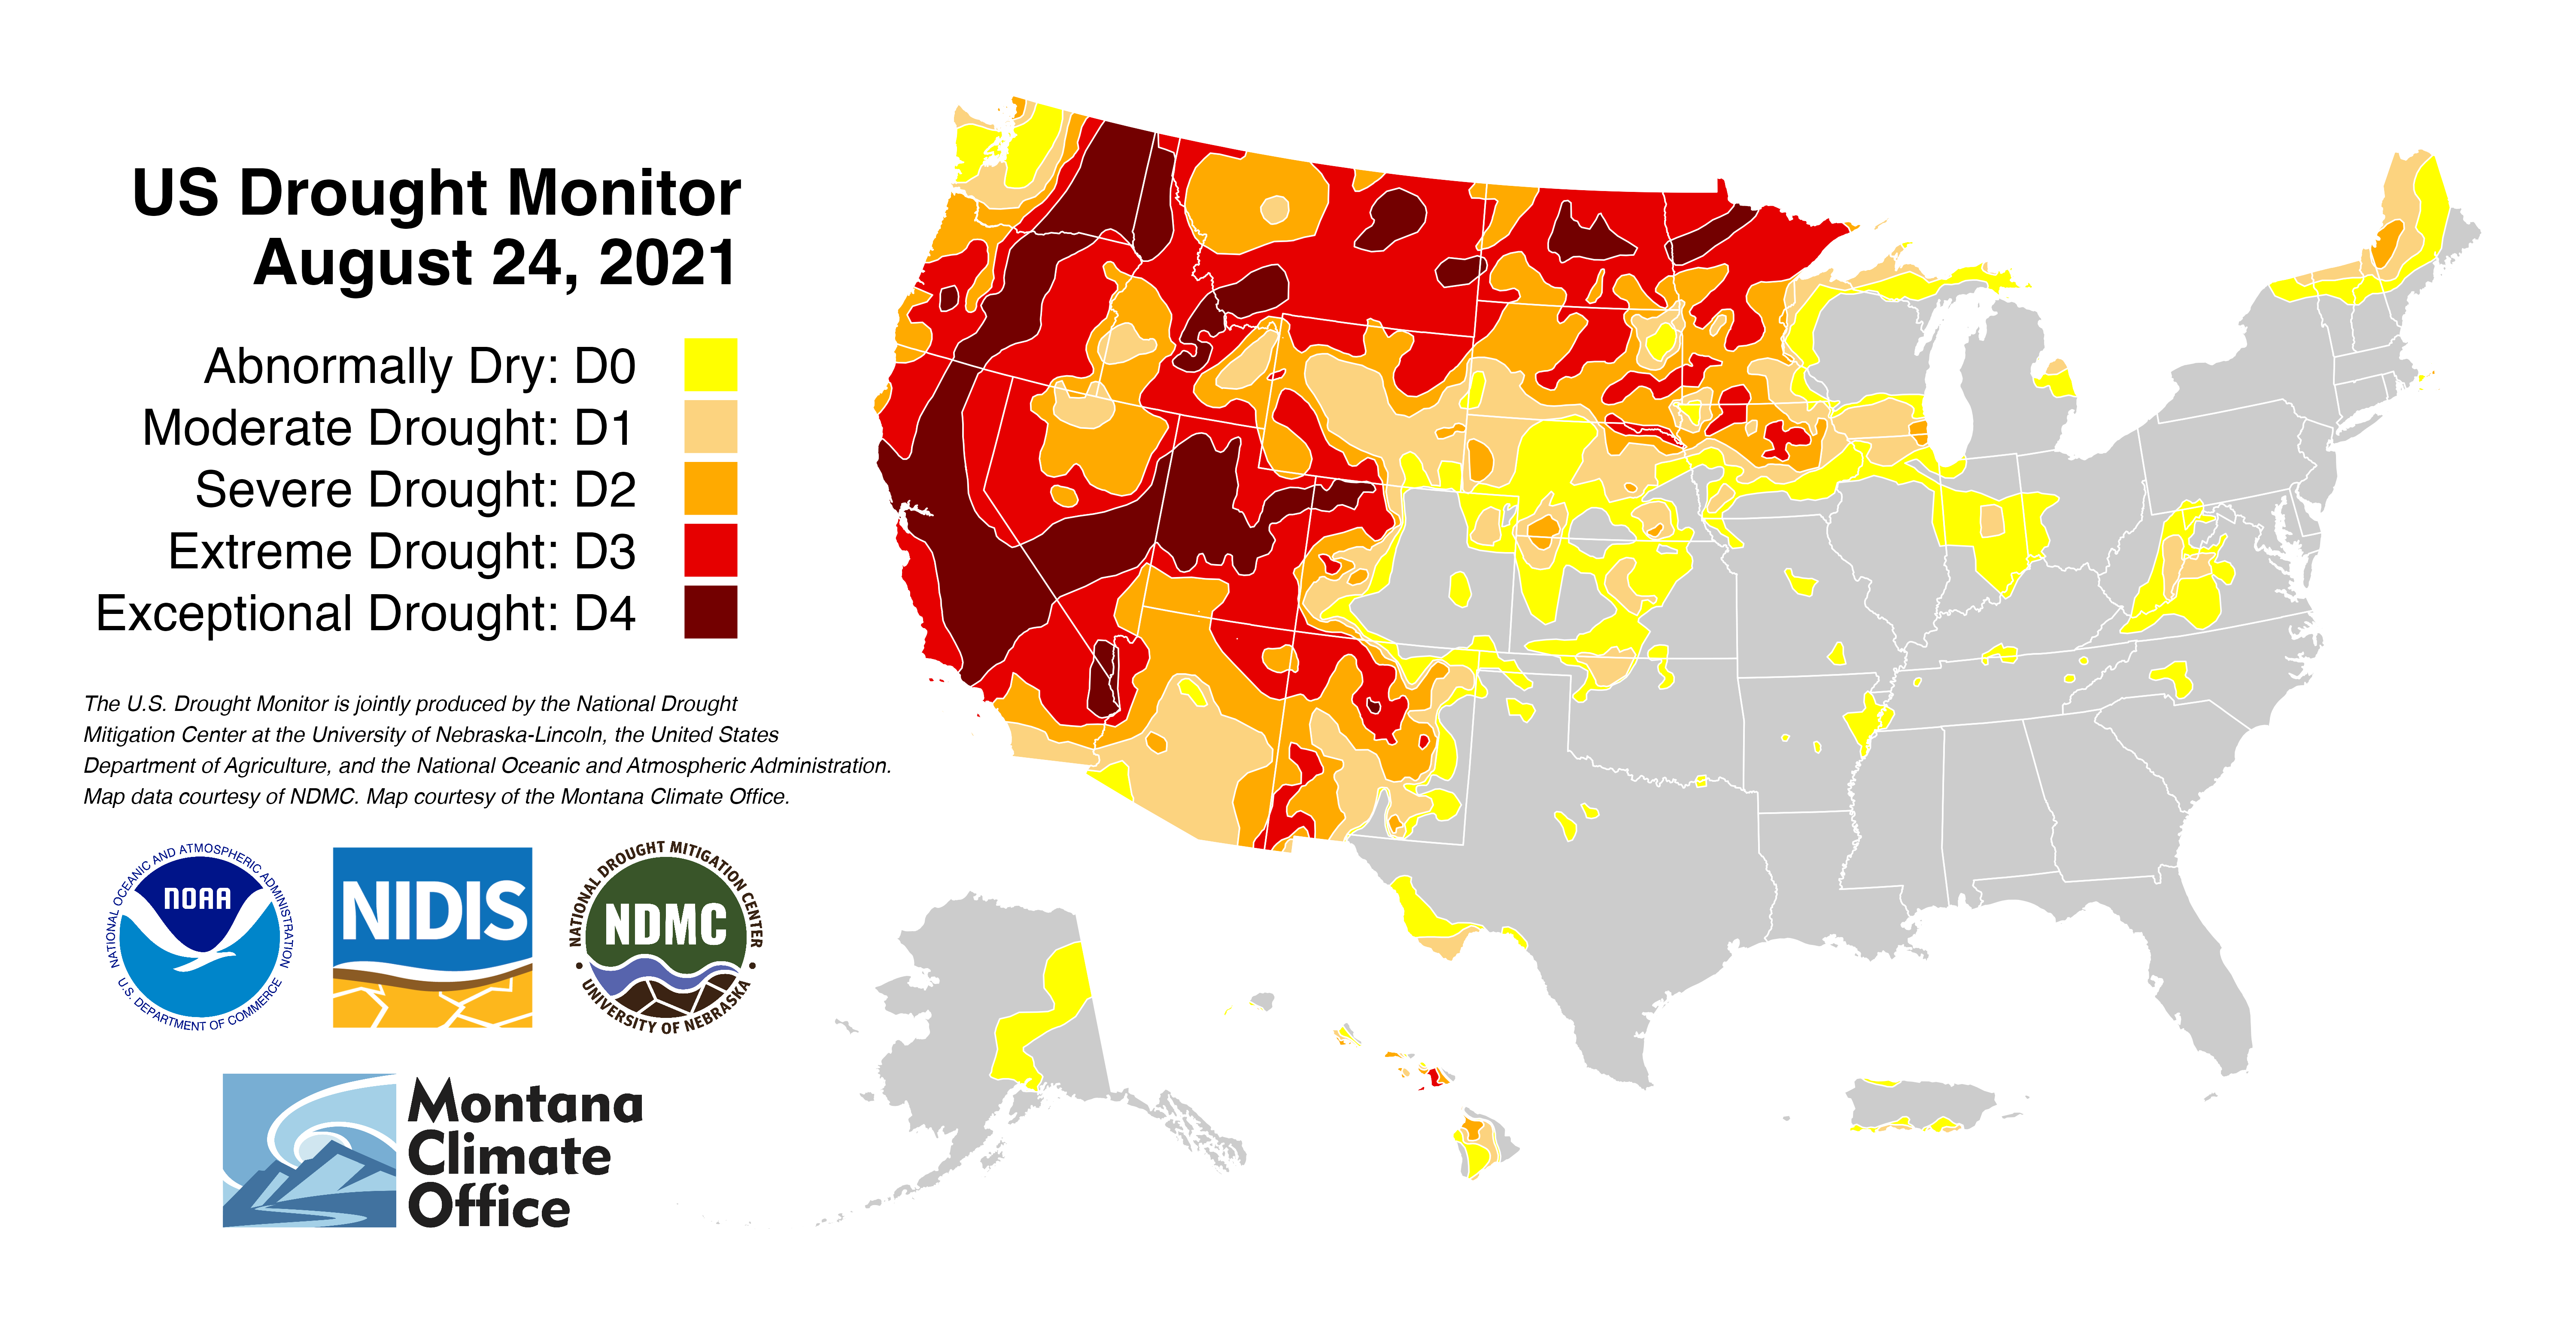 US Drought Monitor
August 24, 2021
Abnormally Dry: D0
Moderate Drought: D1
Severe Drought: D2
Extreme Drought: D3
Exceptional Drought: D4
The U.S. Drought Monitor is jointly produced by the National Drought
Mitigation Center at the University of Nebraska-Lincoln, the United States
Department of Agriculture, and the National Oceanic and Atmospheric Administration.
Map data courtesy of NDMC. Map courtesy of the Montana Climate Office.
NATIONAL OCEANIC AND ATMOSPHERIC ADMINISTRATION
NOAA
U.S. DEPARTMENT OF COMMERCE
NIDIS
NATIONAL DROUGHT MITIGATION CENTER
NDMC
UNIVERSITY OF NEBRASKA
Montana
Climate
Office